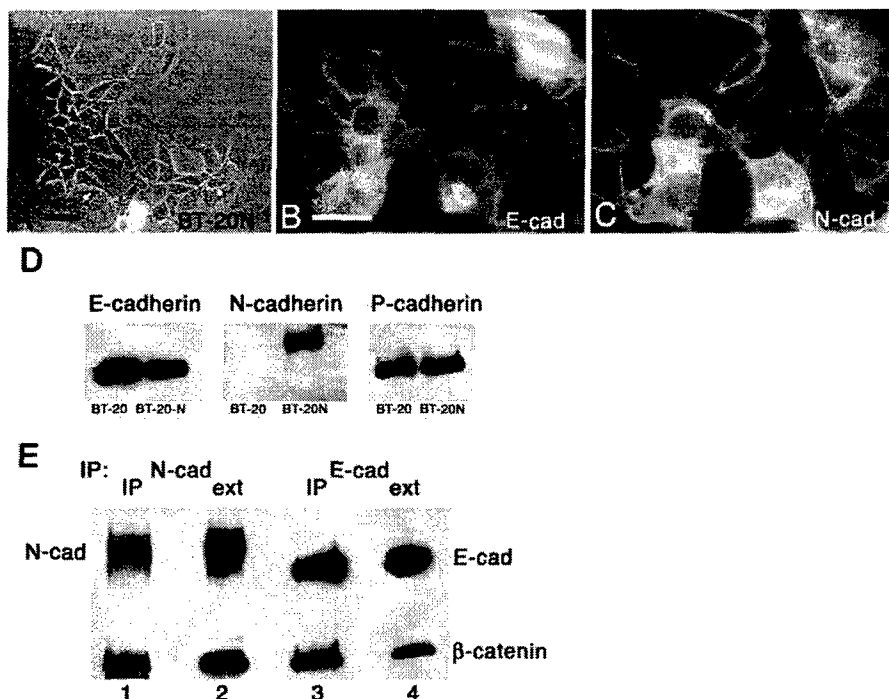 BT-20N
B
E-cad
C
N-cad
D
E-cadherin N-cadherin P-cadherin
BT-20 BT-20-N BT-20 BT-20N BT-20 BT-20N
E
IP: N-cad E-cad
IP ext IP ext
N-cad E-cad
β-catenin
1 2 3 4